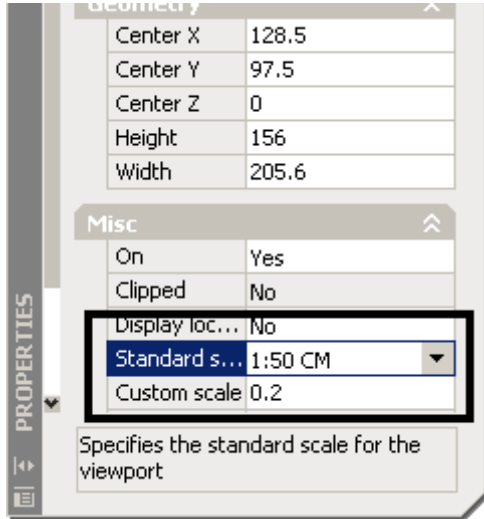 Geometry
Center X 128.5
Center Y 97.5
Center Z 0
Height 156
Width 205.6
Misc
On Yes
Clipped No
Display loc... No
Standard s... 1:50 CM
Custom scale 0.2
PROPERTIES
Specifies the standard scale for the
viewport